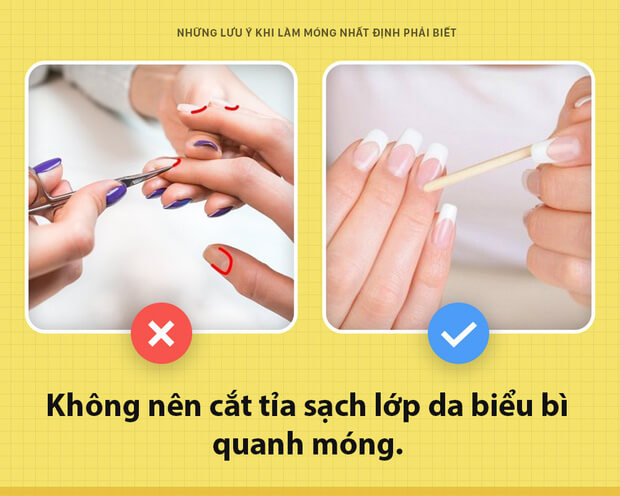 NHỮNG LƯU Ý KHI LÀM MÓNG NHẤT ĐỊNH PHẢI BIẾT
Không nên cắt tỉa sạch lớp da biểu bì
quanh móng.